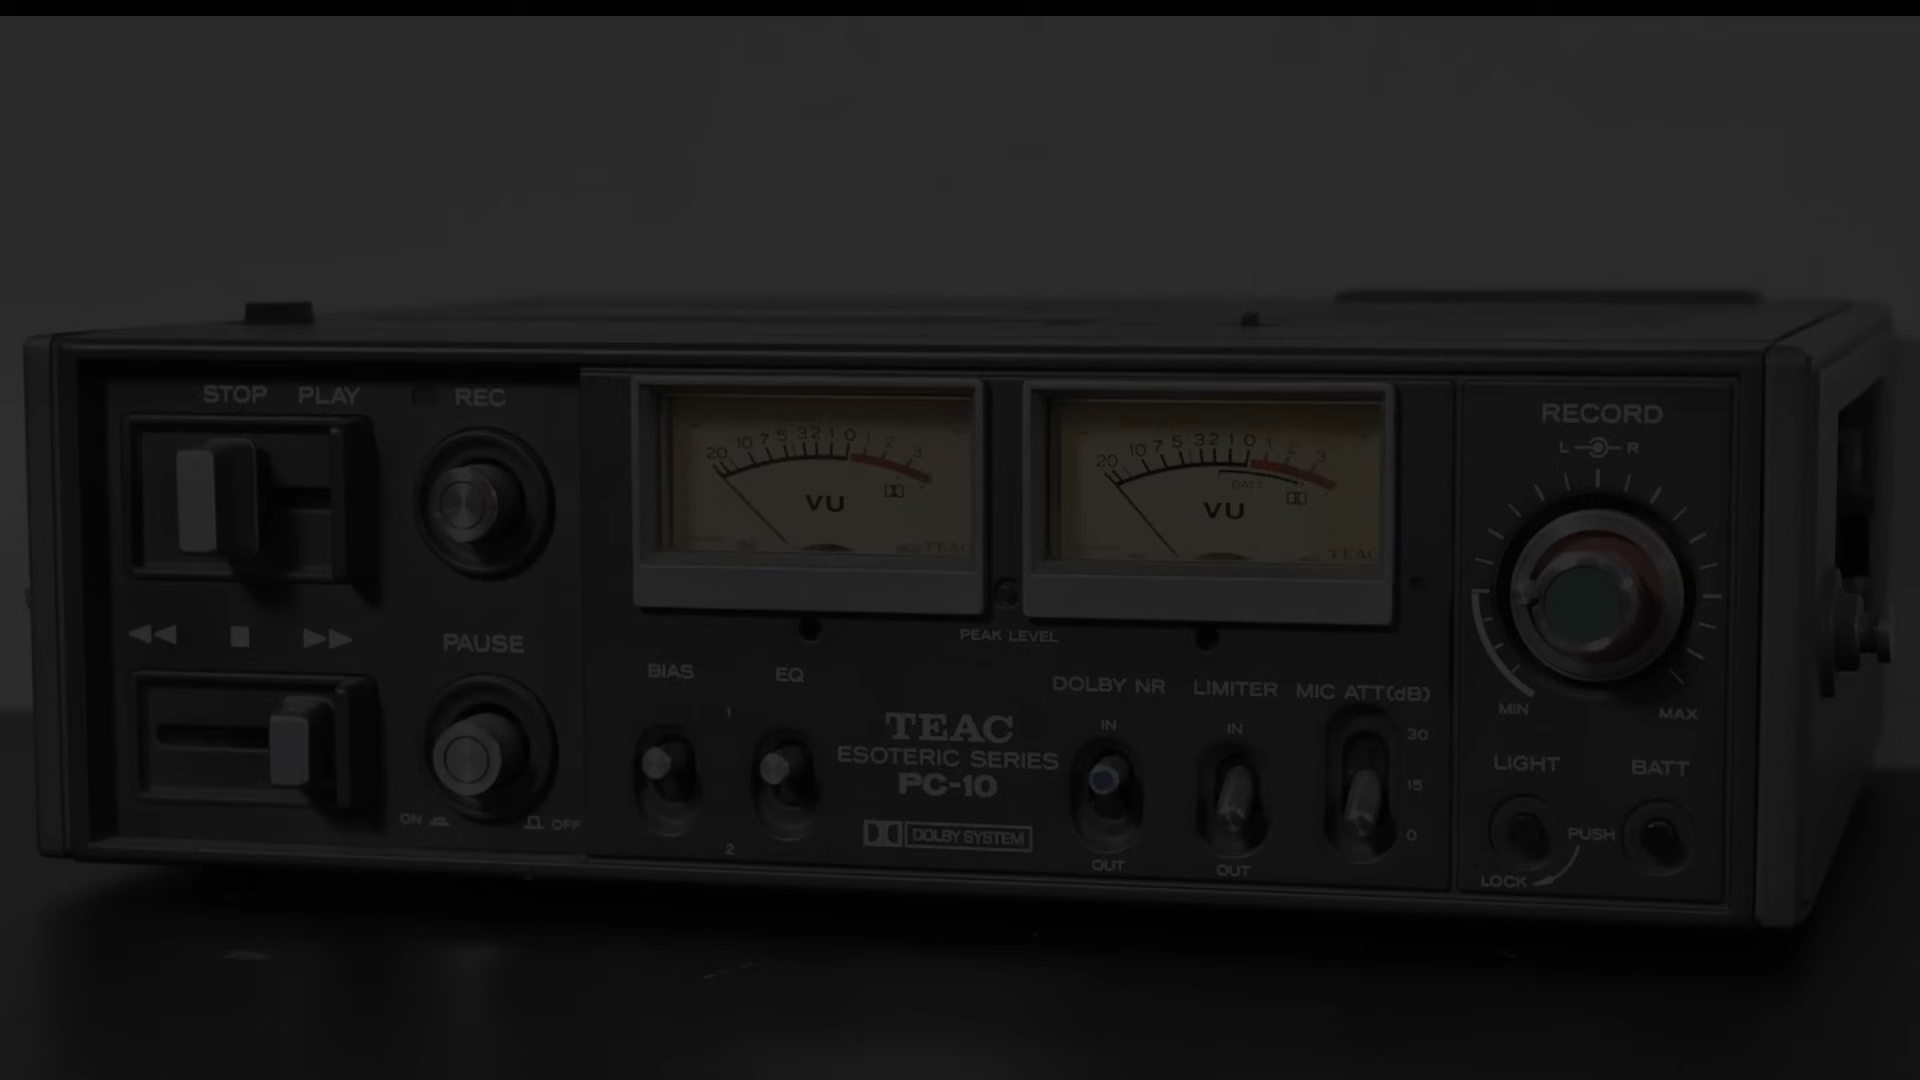 STOP PLAY
REC
PAUSE
ON OFF
20 10 7 5 3 2 1 0 1 2 3
VU
TEAC
20 10 7 5 3 2 1 0 1 2 3
BATT
VU
TEAC
PEAK LEVEL
BIAS
EQ
1
2
TEAC
ESOTERIC SERIES
PC-10
DOLBY SYSTEM
DOLBY NR
IN
OUT
LIMITER
IN
OUT
MIC ATT(dB)
30
15
0
RECORD
L R
MIN MAX
LIGHT
BATT
PUSH
LOCK